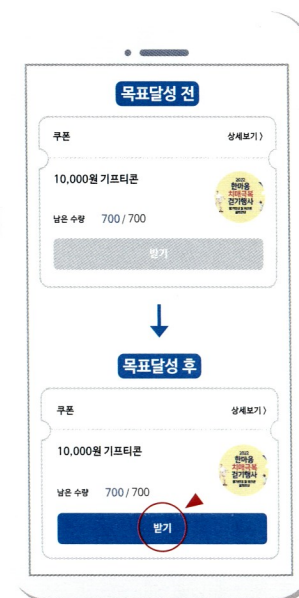 목표달성 전
쿠폰
상세보기 〉
10,000원 기프티콘
남은 수량 700 / 700
2022
한마음
치매극복
걷기행사
받기
목표달성 후
쿠폰
상세보기 〉
10,000원 기프티콘
남은 수량 700 / 700
한마음
치매극복
걷기행사
받기